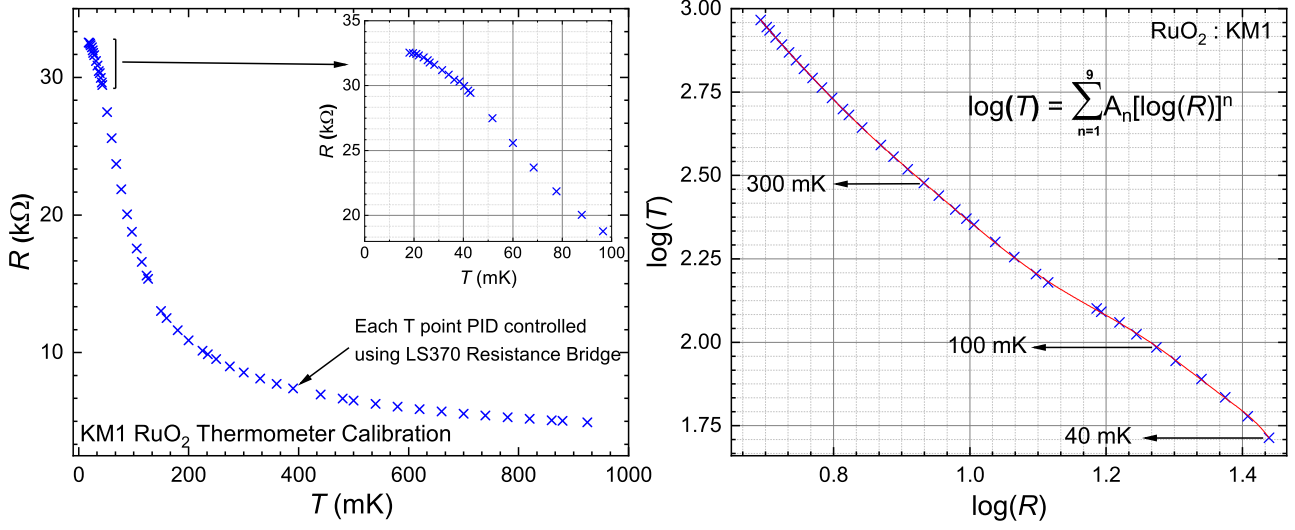 35
30
25
20
0
20
40
60
80
100
R (kΩ)
T (mK)
30
20
10
R (kΩ)
Each T point PID controlled
using LS370 Resistance Bridge
KM1 RuO₂ Thermometer Calibration
0
200
400
600
800
1000
T (mK)
3.00
2.75
2.50
2.25
2.00
1.75
log(T)
RuO₂ : KM1
log(T) = ∑ⁿ⁼¹⁹ Aₙ[log(R)]ⁿ
300 mK
100 mK
40 mK
0.8
1.0
1.2
1.4
log(R)